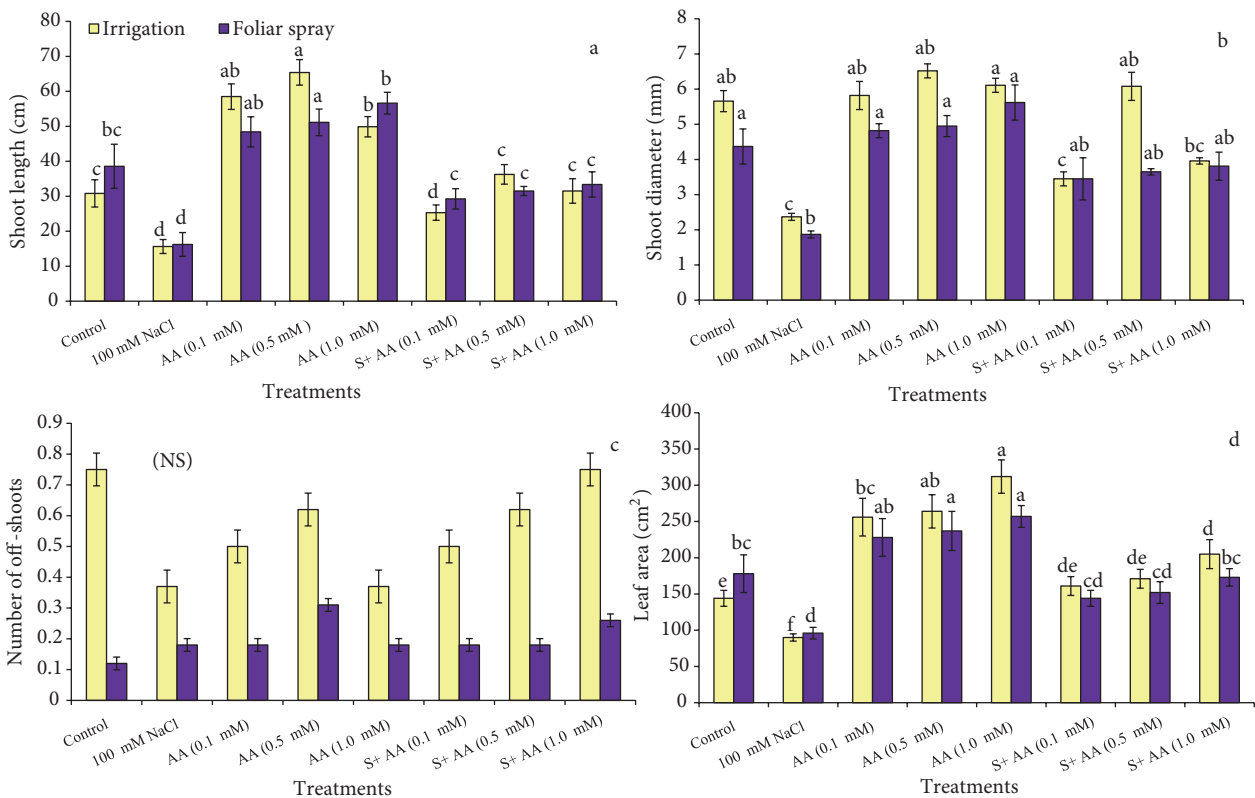 80
70
60
50
40
30
20
10
0
Shoot length (cm)
Irrigation
Foliar spray
a
c
bc
d
d
ab
ab
a
a
b
b
d
c
c
c
c
c
Control
100 mM NaCl
AA (0.1 mM)
AA (0.5 mM )
AA (1.0 mM)
S+ AA (0.1 mM)
S+ AA (0.5 mM)
S+ AA (1.0 mM)
Treatments
8
7
6
5
4
3
2
1
0
Shoot diameter (mm)
b
ab
a
c
b
ab
a
ab
a
a
a
c
ab
ab
ab
bc
ab
Control
100 mM NaCl
AA (0.1 mM)
AA (0.5 mM)
AA (1.0 mM)
S+ AA (0.1 mM)
S+ AA (0.5 mM)
S+ AA (1.0 mM)
Treatments
0.9
0.8
0.7
0.6
0.5
0.4
0.3
0.2
0.1
0
Number of off -shoots
(NS)
c
Control
100 mM NaCl
AA (0.1 mM)
AA (0.5 mM)
AA (1.0 mM)
S+ AA (0.1 mM)
S+ AA (0.5 mM)
S+ AA (1.0 mM)
Treatments
400
350
300
250
200
150
100
50
0
Leaf area (cm²)
d
e
bc
f
d
bc
ab
ab
a
a
a
de
cd
de
cd
d
bc
Control
100 mM NaCl
AA (0.1 mM)
AA (0.5 mM)
AA (1.0 mM)
S+ AA (0.1 mM)
S+ AA (0.5 mM)
S+ AA (1.0 mM)
Treatments